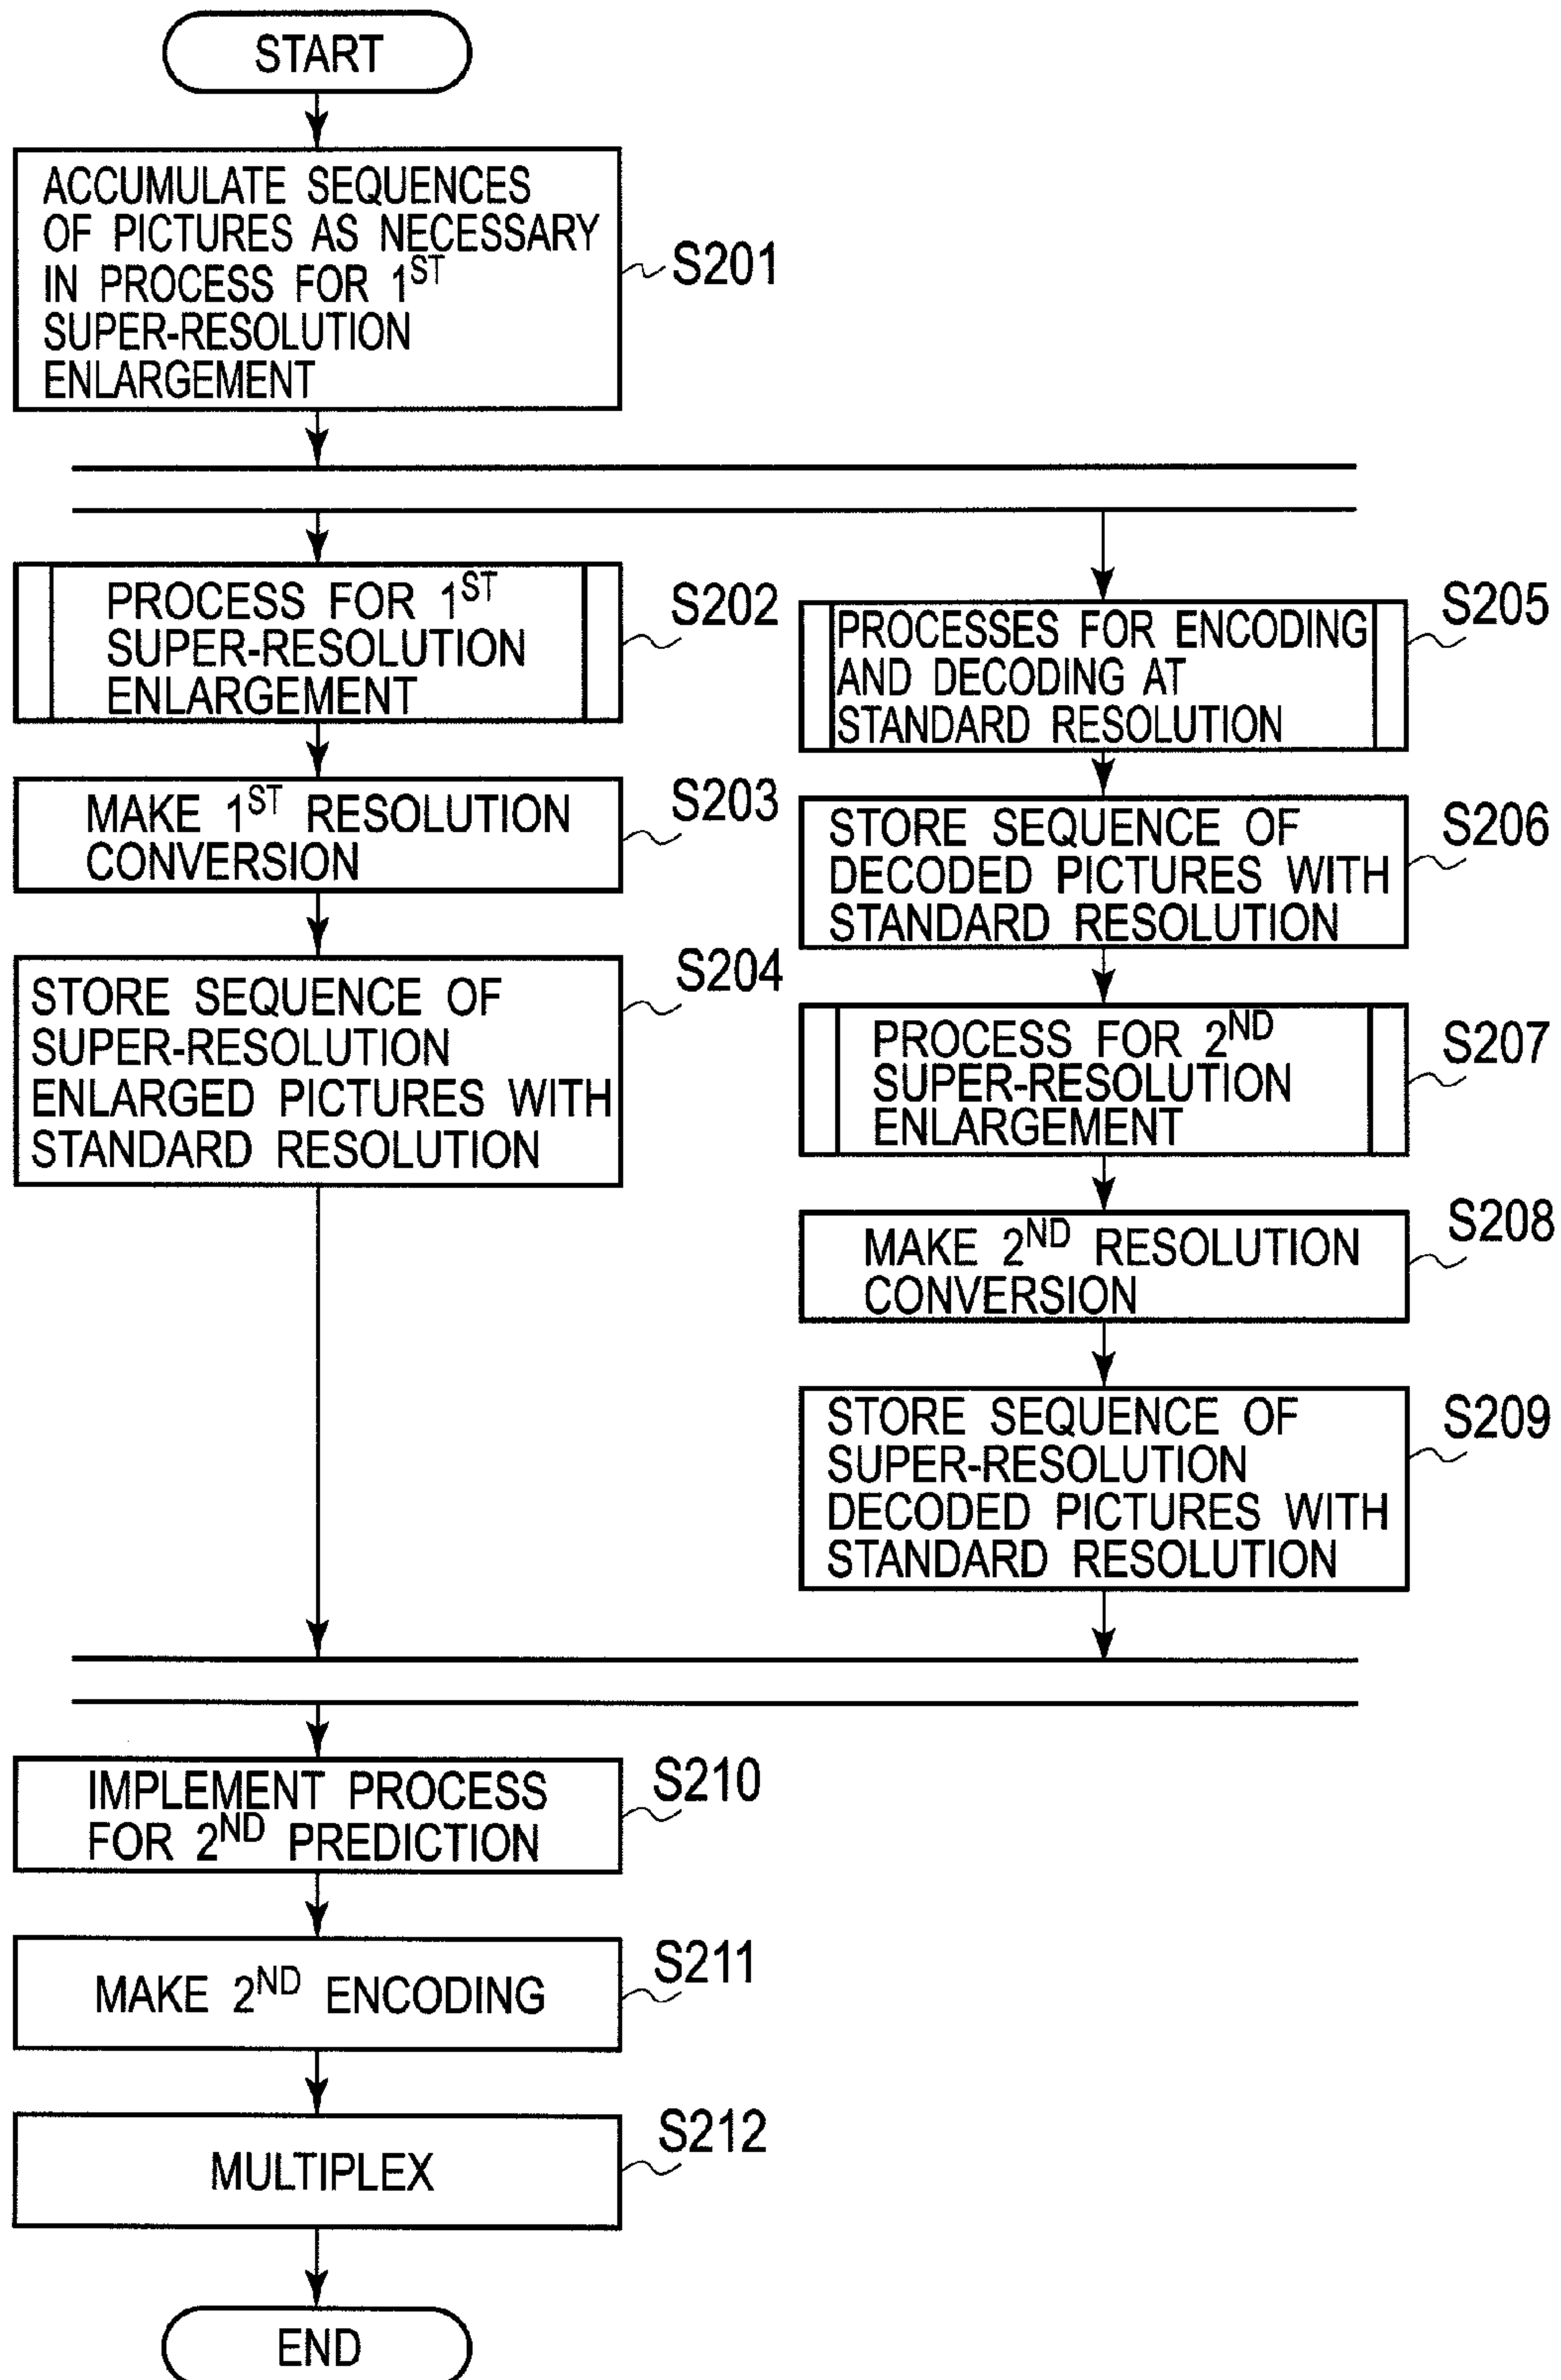 START
ACCUMULATE SEQUENCES
OF PICTURES AS NECESSARY
IN PROCESS FOR 1ST
SUPER-RESOLUTION
ENLARGEMENT
S201
PROCESS FOR 1ST
SUPER-RESOLUTION
ENLARGEMENT
S202
MAKE 1ST RESOLUTION
CONVERSION
S203
STORE SEQUENCE OF
SUPER-RESOLUTION
ENLARGED PICTURES WITH
STANDARD RESOLUTION
S204
PROCESSES FOR ENCODING
AND DECODING AT
STANDARD RESOLUTION
S205
STORE SEQUENCE OF
DECODED PICTURES WITH
STANDARD RESOLUTION
S206
PROCESS FOR 2ND
SUPER-RESOLUTION
ENLARGEMENT
S207
MAKE 2ND RESOLUTION
CONVERSION
S208
STORE SEQUENCE OF
SUPER-RESOLUTION
DECODED PICTURES WITH
STANDARD RESOLUTION
S209
IMPLEMENT PROCESS
FOR 2ND PREDICTION
S210
MAKE 2ND ENCODING
S211
MULTIPLEX
S212
END